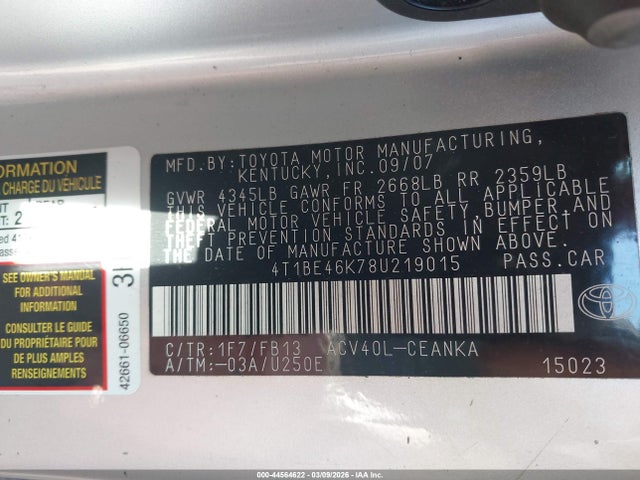 MFD.BY:TOYOTA MOTOR MANUFACTURING,
KENTUCKY,INC.09/07
GVWR 4345LB GAWR FR 2668LB RR 2359LB
THIS VEHICLE CONFORMS TO ALL APPLICABLE
FEDERAL MOTOR VEHICLE SAFETY, BUMPER,AND
THEFT PREVENTION STANDARDS IN EFFECT ON
THE DATE OF MANUFACTURE SHOWN ABOVE.
4T1BE46K78U219015 PASS.CAR
C/TR:1F7/FB13 ACV40L-CEANKA
A/TM:-03A/U250E 15023
TOYOTA
ORMATION
CHARGE DU VEHICULE
SEE OWNER'S MANUAL
FOR ADDITIONAL
INFORMATION
CONSULTER LE GUIDE
DU PROPRIÉTAIRE POUR
DE PLUS AMPLES
RENSEIGNEMENTS
42661-06650
000-44564622 | 03/09/2026 | IAA Inc.